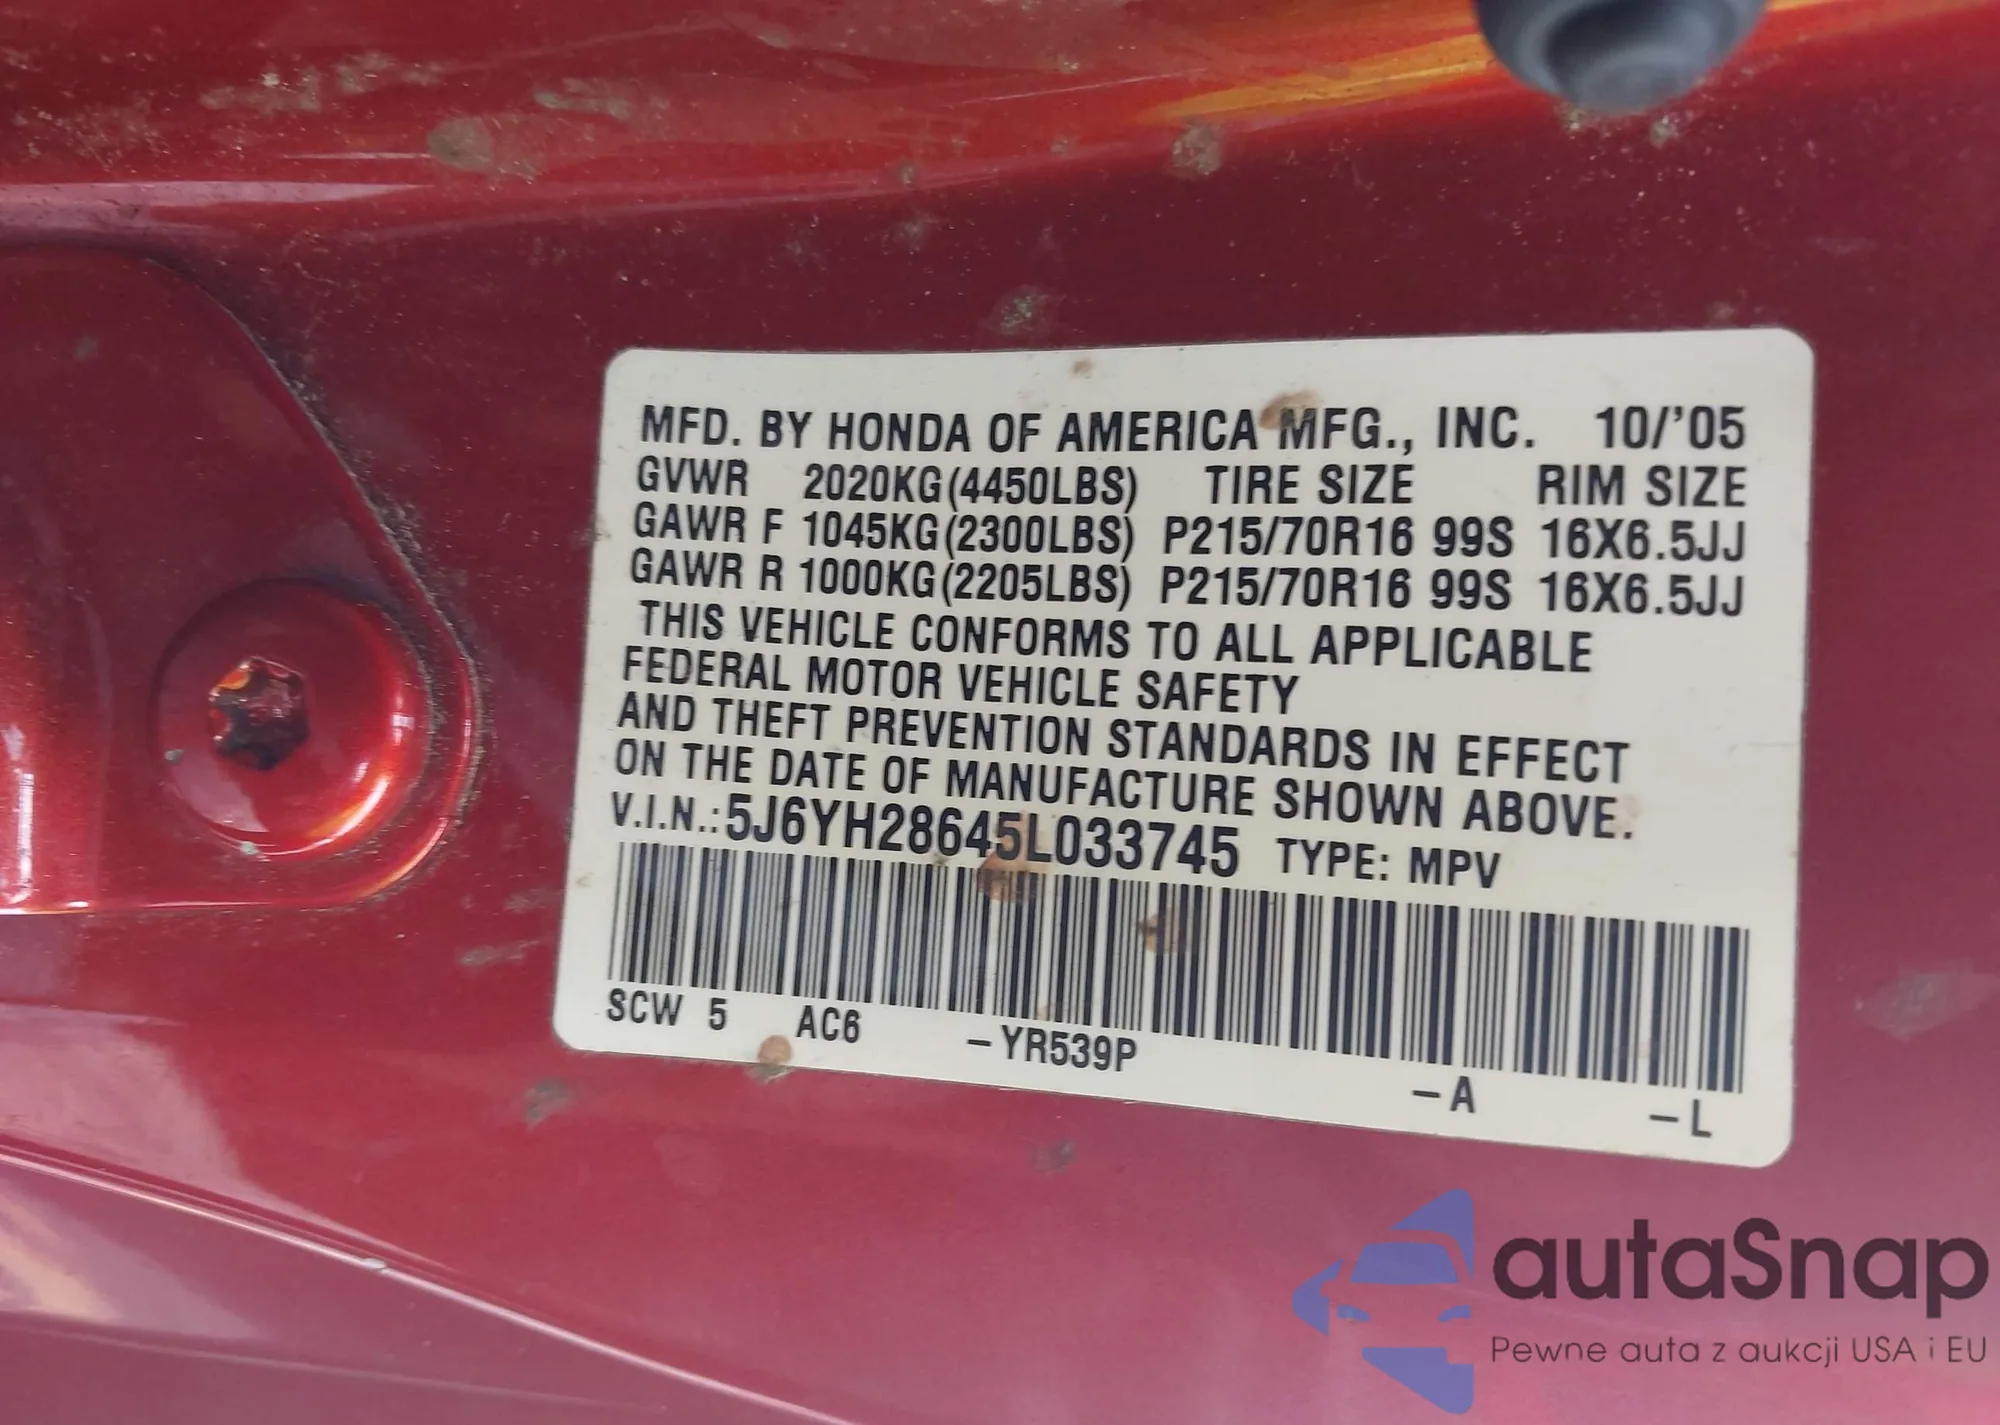 MFD. BY HONDA OF AMERICA MFG., INC. 10/'05
GVWR 2020KG(4450LBS) TIRE SIZE RIM SIZE
GAWR F 1045KG(2300LBS) P215/70R16 99S 16X6.5JJ
GAWR R 1000KG(2205LBS) P215/70R16 99S 16X6.5JJ
THIS VEHICLE CONFORMS TO ALL APPLICABLE
FEDERAL MOTOR VEHICLE SAFETY
AND THEFT PREVENTION STANDARDS IN EFFECT
ON THE DATE OF MANUFACTURE SHOWN ABOVE.
V.I.N.: 5J6YH28645L033745 TYPE: MPV
SCW 5 AC6 -YR539P -A -L
autaSnap
Pewne auta z aukcji USA i EU